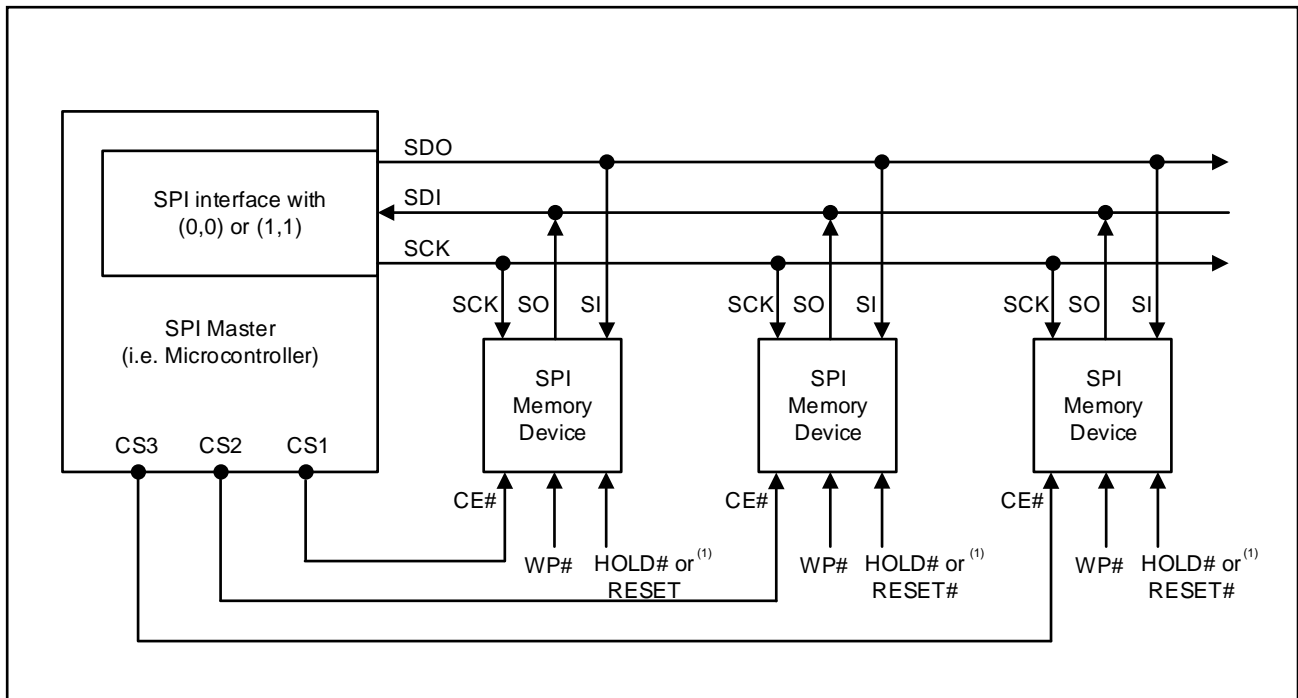 SDO
SPI interface with
(0,0) or (1,1)
SDI
SCK
SPI Master
(i.e. Microcontroller)
SCK
SO
SI
SCK
SO
SI
SCK
SO
SI
SPI
Memory
Device
SPI
Memory
Device
SPI
Memory
Device
CS3
CS2
CS1
CE#
CE#
CE#
WP#
HOLD# or (1)
RESET
WP#
HOLD# or (1)
RESET#
WP#
HOLD# or (1)
RESET#